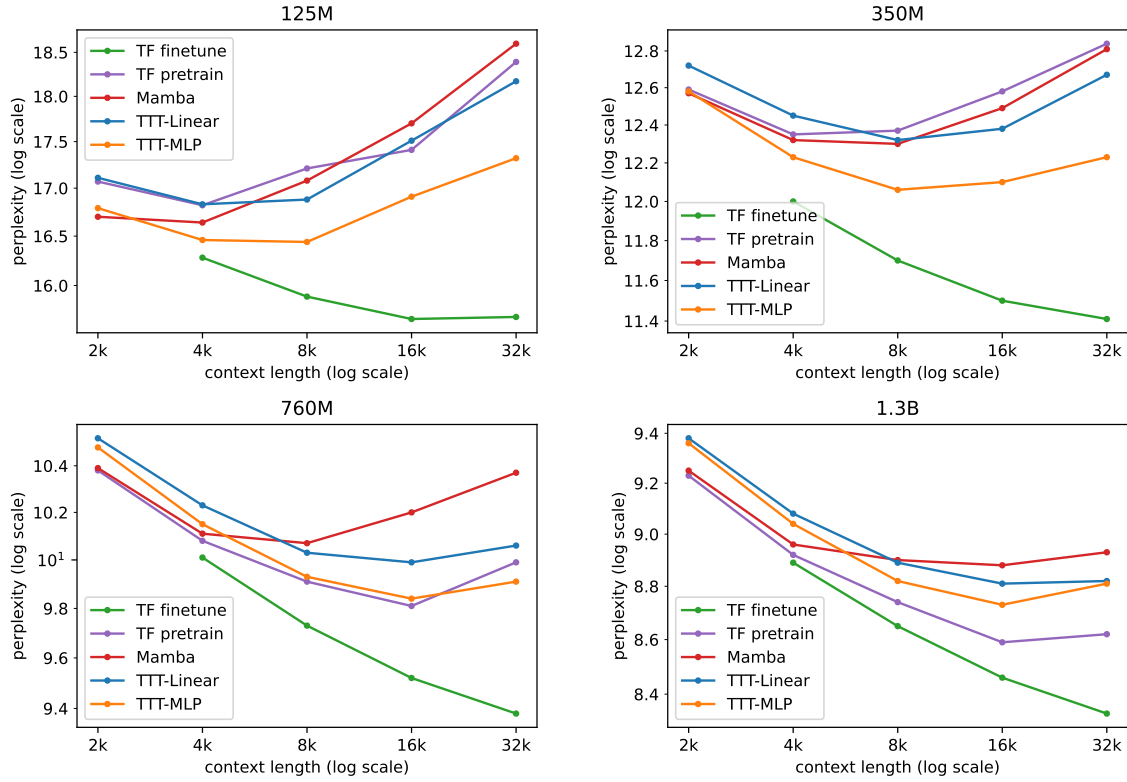 125M
perplexity (log scale)
18.5
18.0
17.5
17.0
16.5
16.0
TF finetune
TF pretrain
Mamba
TTT-Linear
TTT-MLP
2k 4k 8k 16k 32k
context length (log scale)
350M
perplexity (log scale)
12.8
12.6
12.4
12.2
12.0
11.8
11.6
11.4
TF finetune
TF pretrain
Mamba
TTT-Linear
TTT-MLP
2k 4k 8k 16k 32k
context length (log scale)
760M
perplexity (log scale)
10.4
10.2
10¹
9.8
9.6
9.4
TF finetune
TF pretrain
Mamba
TTT-Linear
TTT-MLP
2k 4k 8k 16k 32k
context length (log scale)
1.3B
perplexity (log scale)
9.4
9.2
9.0
8.8
8.6
8.4
TF finetune
TF pretrain
Mamba
TTT-Linear
TTT-MLP
2k 4k 8k 16k 32k
context length (log scale)